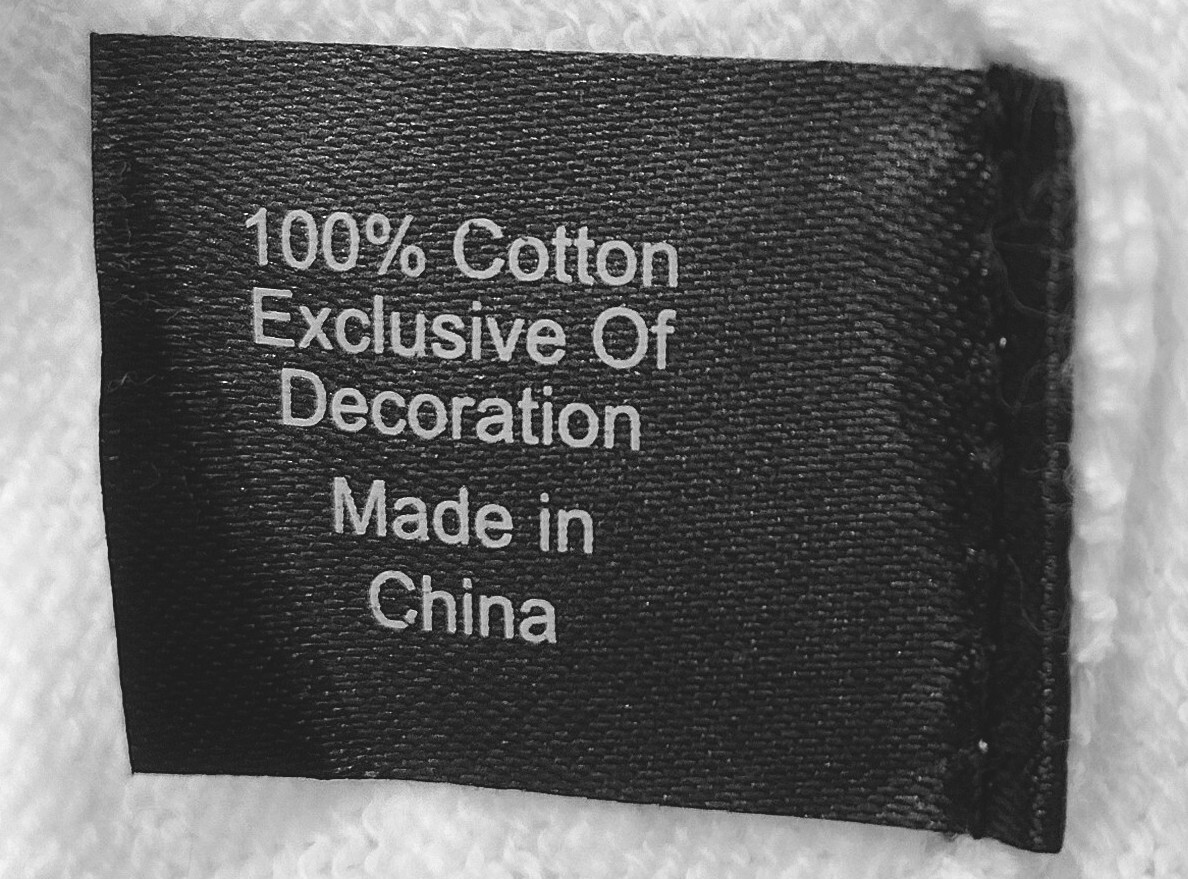 100% Cotton
Exclusive Of
Decoration
Made in
China